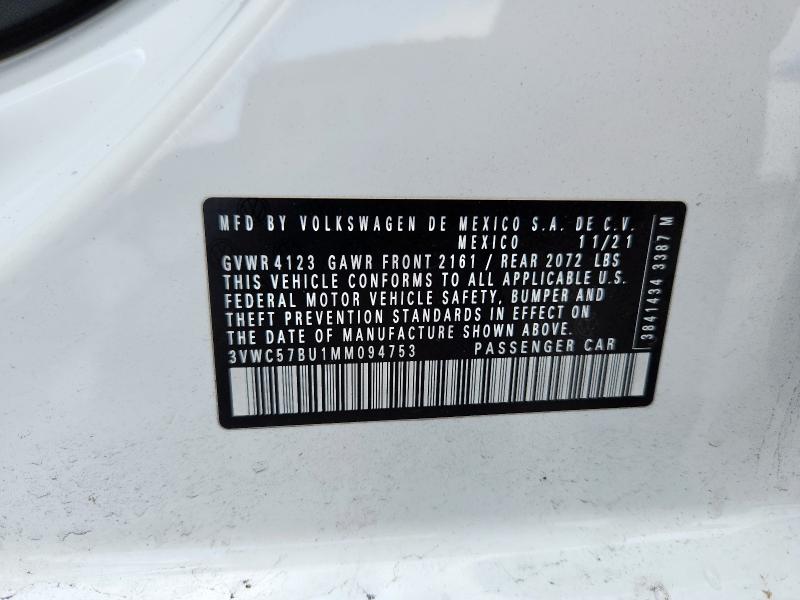 MFD BY VOLKSWAGEN DE MEXICO S.A. DE C.V.
MEXICO 11/21
GVWR 4123 GAWR FRONT 2161 / REAR 2072 LBS
THIS VEHICLE CONFORMS TO ALL APPLICABLE U.S.
FEDERAL MOTOR VEHICLE SAFETY, BUMPER AND
THEFT PREVENTION STANDARDS IN EFFECT ON
THE DATE OF MANUFACTURE SHOWN ABOVE.
3VWC57BU1MM094753 PASSENGER CAR
3841434 3387 M